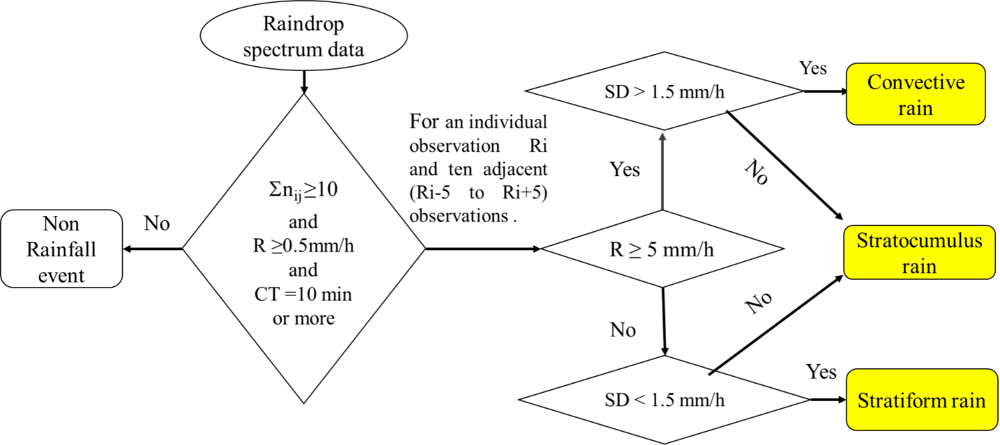 Raindrop
spectrum data
Σnij≥10
and
R ≥0.5mm/h
and
CT =10 min
or more
No
Non
Rainfall
event
For an individual
observation Ri
and ten adjacent
(Ri-5 to Ri+5)
observations .
R ≥ 5 mm/h
Yes
SD > 1.5 mm/h
Yes
Convective
rain
No
Stratocumulus
rain
No
No
SD < 1.5 mm/h
Yes
Stratiform rain